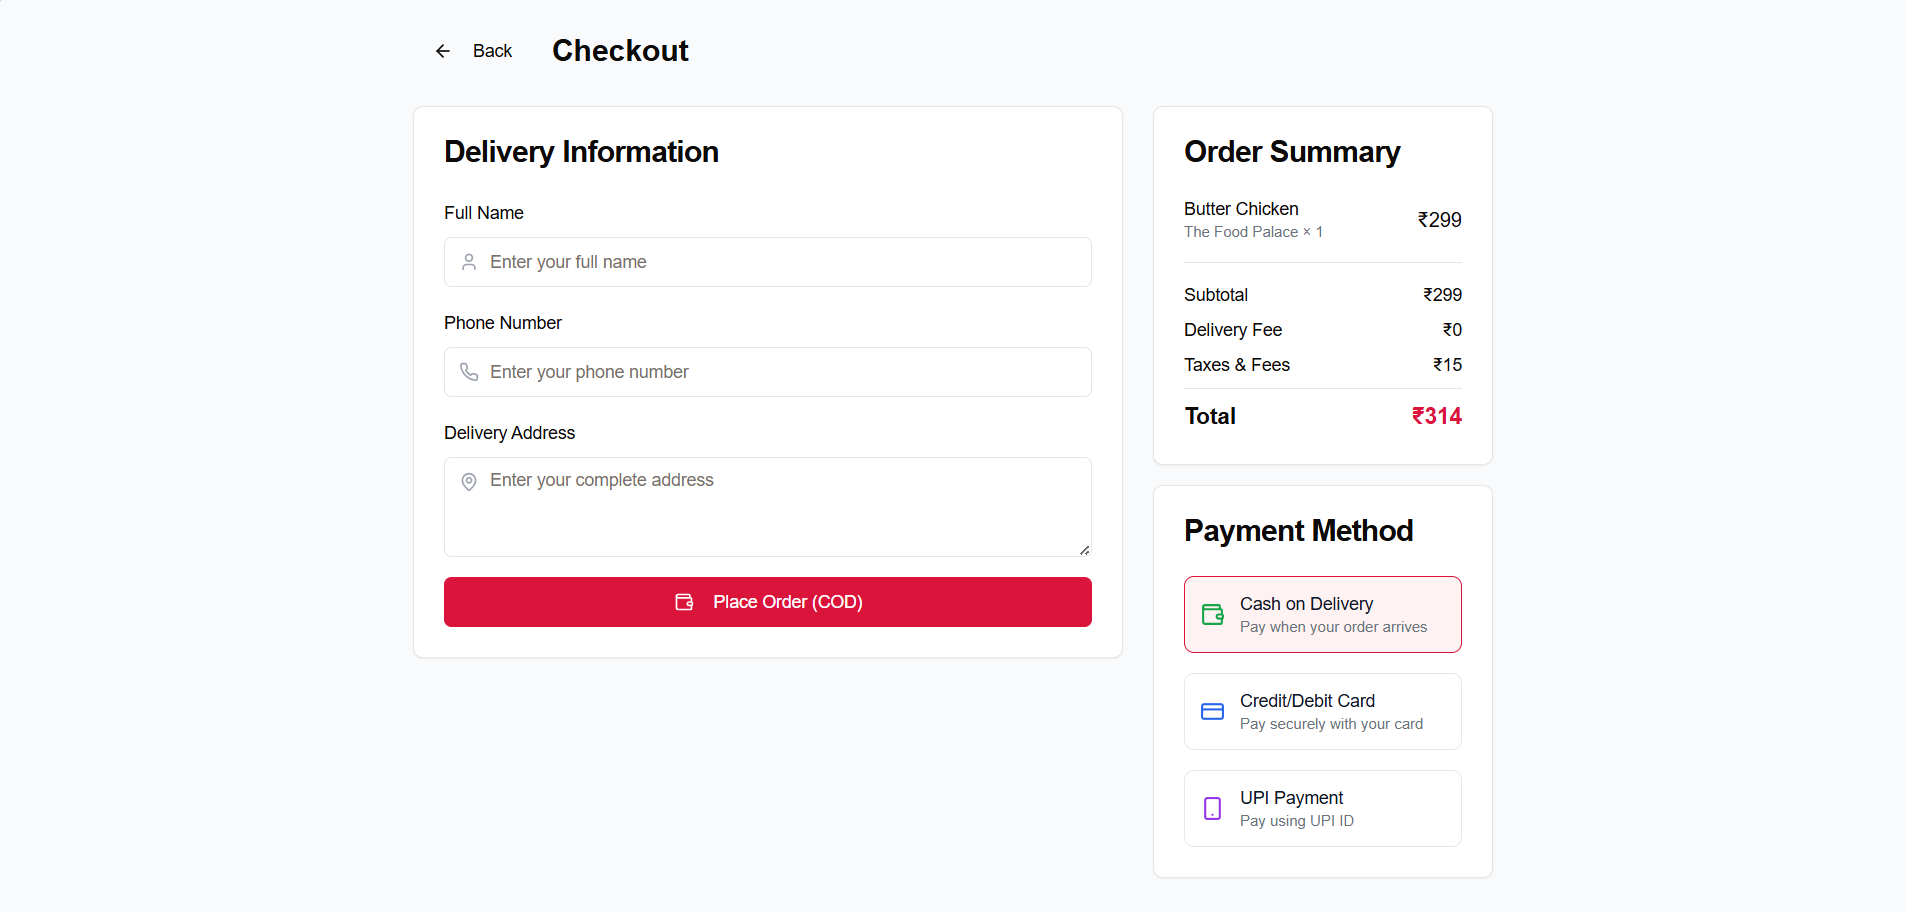 Back
Checkout
Delivery Information
Full Name
Enter your full name
Phone Number
Enter your phone number
Delivery Address
Enter your complete address
Place Order (COD)
Order Summary
Butter Chicken
The Food Palace × 1
₹299
Subtotal ₹299
Delivery Fee ₹0
Taxes & Fees ₹15
Total ₹314
Payment Method
Cash on Delivery
Pay when your order arrives
Credit/Debit Card
Pay securely with your card
UPI Payment
Pay using UPI ID